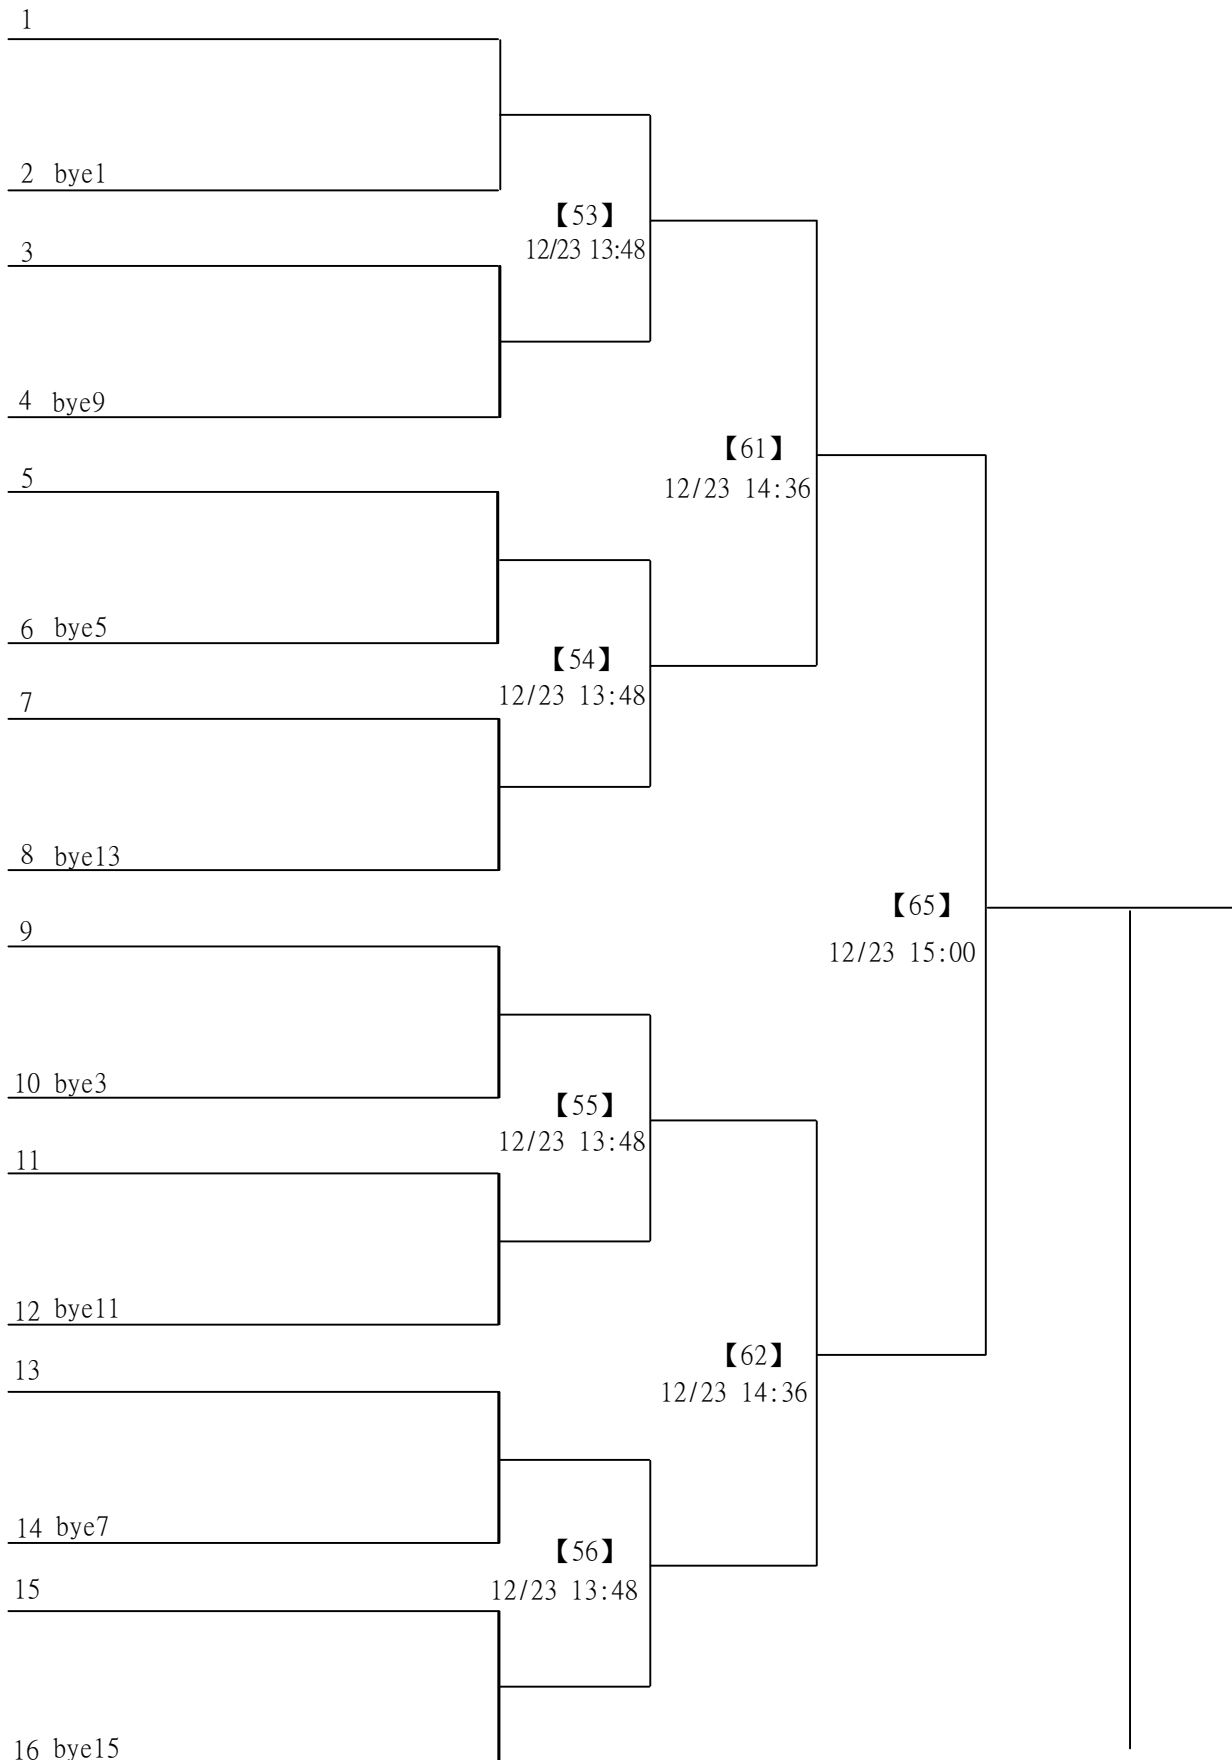 1
2 bye1
【53】
12/23 13:48
3
4 bye9
【61】
12/23 14:36
5
6 bye5
【54】
12/23 13:48
7
8 bye13
【65】
12/23 15:00
9
10 bye3
【55】
12/23 13:48
11
12 bye11
【62】
12/23 14:36
13
14 bye7
【56】
12/23 13:48
15
16 bye15